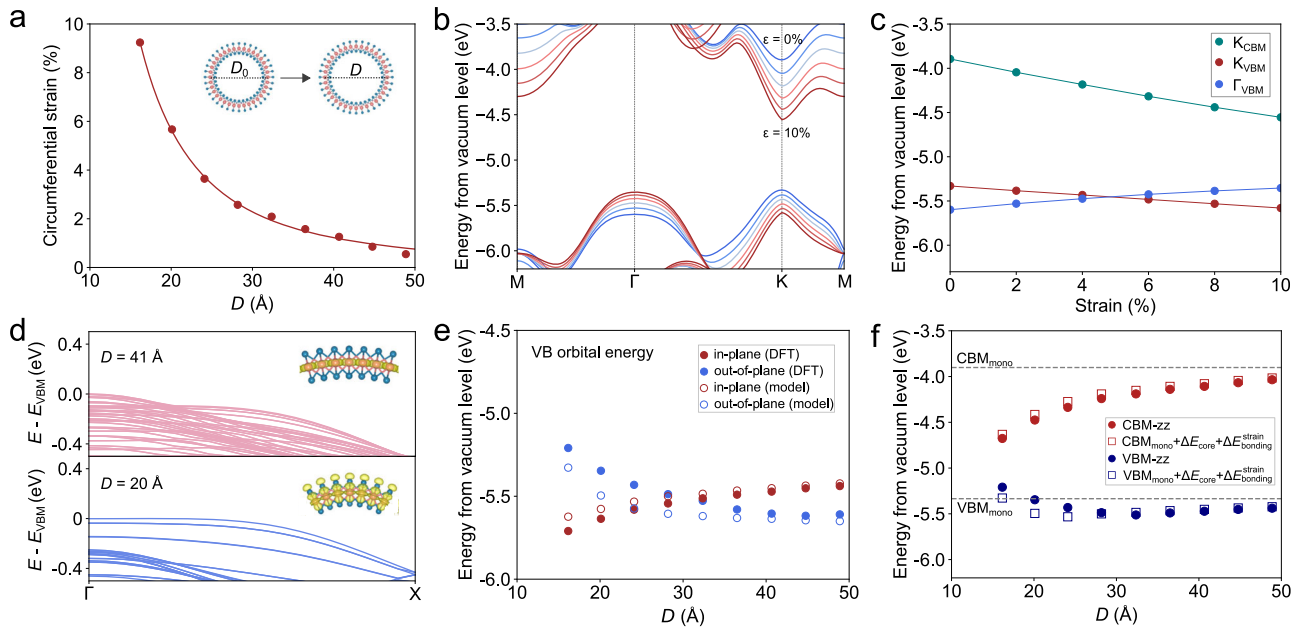 a
Circumferential strain (%)
10
8
6
4
2
0
D₀
D
10 20 30 40 50
D (Å)
b
Energy from vacuum level (eV)
−3.5
−4.0
−4.5
−5.0
−5.5
−6.0
ε = 0%
ε = 10%
M Γ K M
c
Energy from vacuum level (eV)
−3.5
−4.0
−4.5
−5.0
−5.5
−6.0
K_CBM
K_VBM
Γ_VBM
0 2 4 6 8 10
Strain (%)
d
E - E_VBM (eV)
0.4
0.0
-0.4
D = 41 Å
E - E_VBM (eV)
0.4
0
-0.4
D = 20 Å
Γ X
e
Energy from vacuum level (eV)
−4.5
−5.0
−5.5
−6.0
VB orbital energy
in-plane (DFT)
out-of-plane (DFT)
in-plane (model)
out-of-plane (model)
10 20 30 40 50
D (Å)
f
Energy from vacuum level (eV)
−3.5
−4.0
−4.5
−5.0
−5.5
−6.0
CBM_mono
CBM-zz
CBM_mono+ΔE_core+ΔE_bonding^strain
VBM-zz
VBM_mono+ΔE_core+ΔE_bonding^strain
VBM_mono
10 20 30 40 50
D (Å)